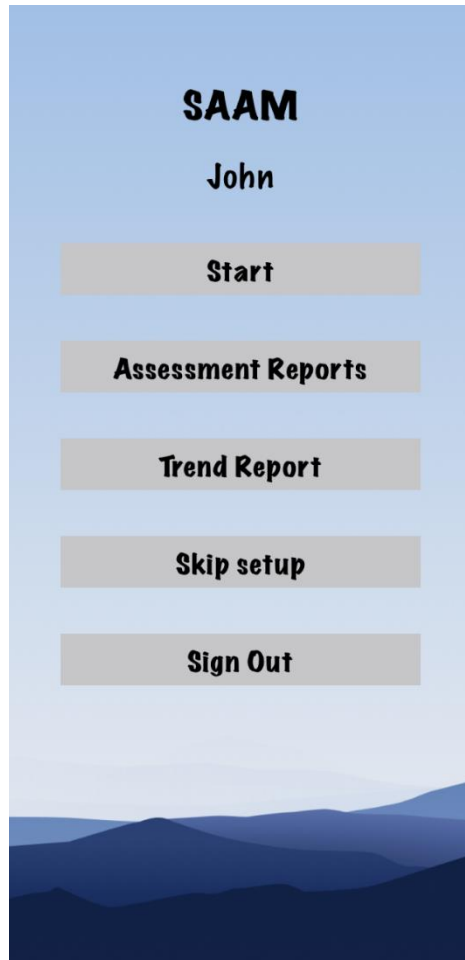 SAAM
John
Start
Assessment Reports
Trend Report
Skip setup
Sign Out